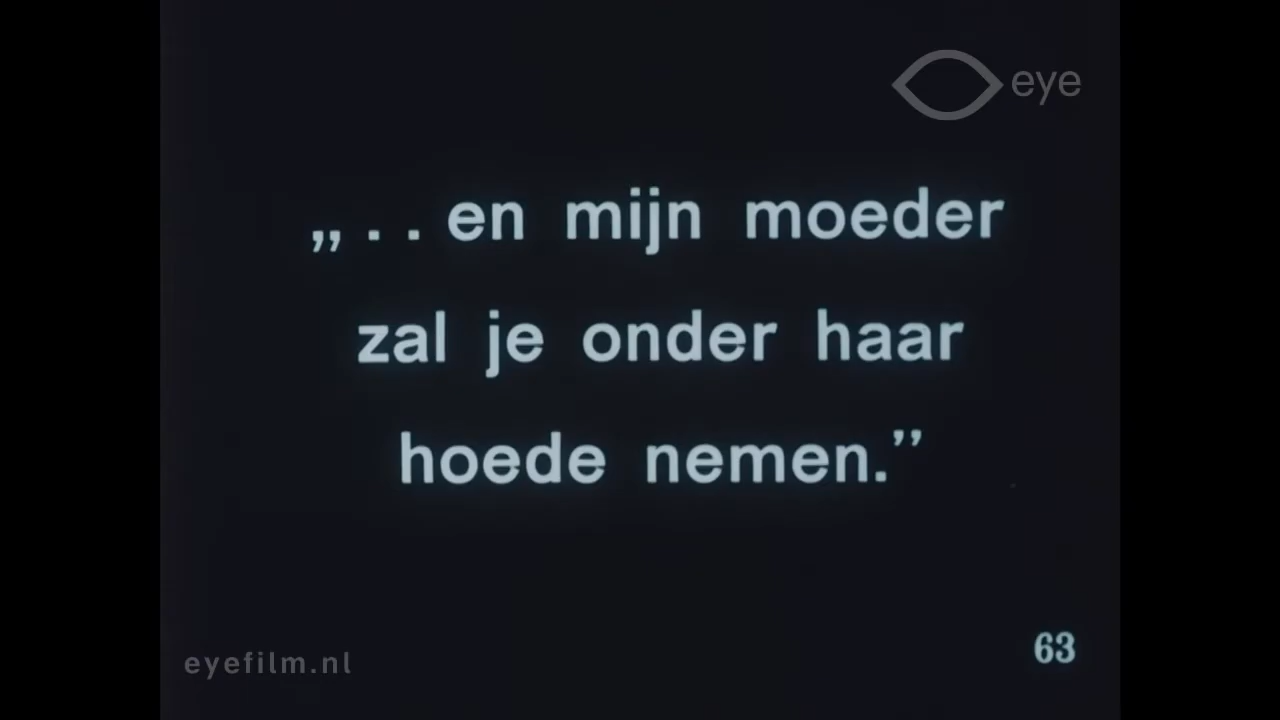 eye
„. . en mijn moeder
zal je onder haar
hoede nemen.”
eyefilm.nl
63